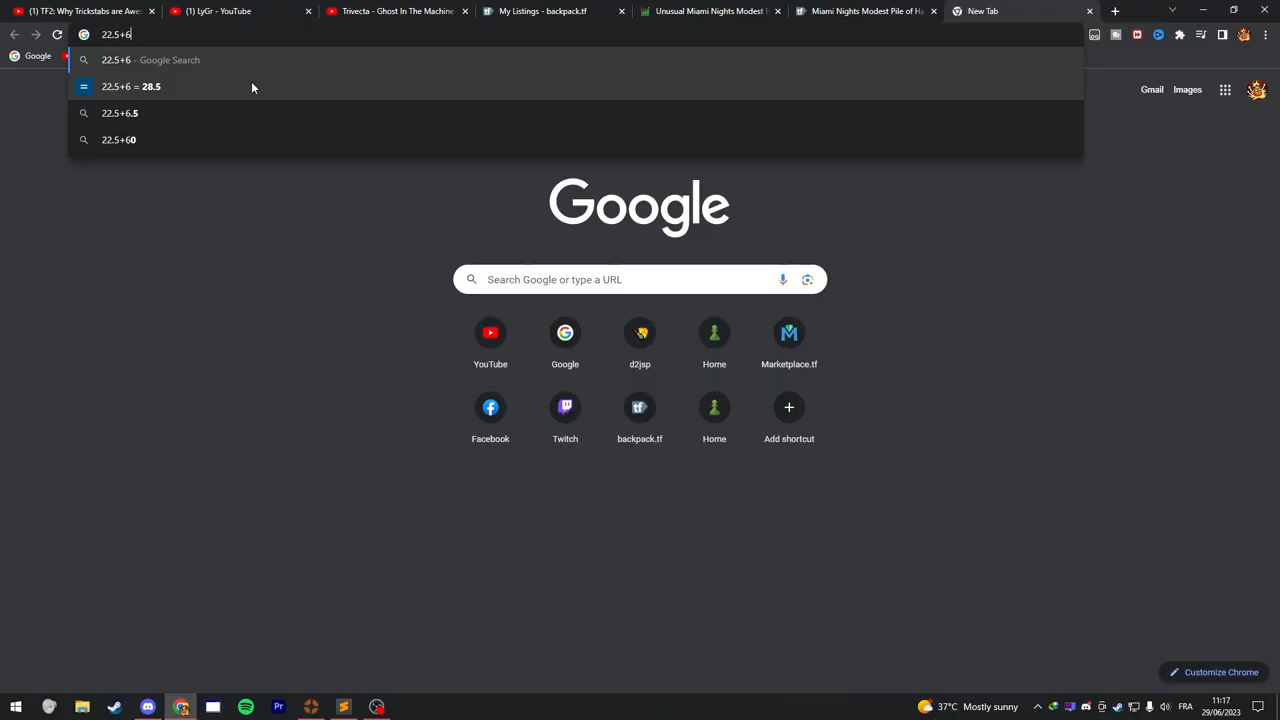 (1) TF2: Why Trickstabs are Awes
(1) LyGr - YouTube
Trivecta - Ghost In The Machine
My Listings - backpack.tf
Unusual Miami Nights Modest
Miami Nights Modest Pile of Ha
New Tab
22.5+6
Google
22.5+6 - Google Search
22.5+6 = 28.5
22.5+6.5
22.5+60
Gmail
Images
Google
Search Google or type a URL
YouTube
Google
d2jsp
Home
Marketplace.tf
Facebook
Twitch
backpack.tf
Home
Add shortcut
Customize Chrome
37°C Mostly sunny
FRA
11:17
29/06/2023